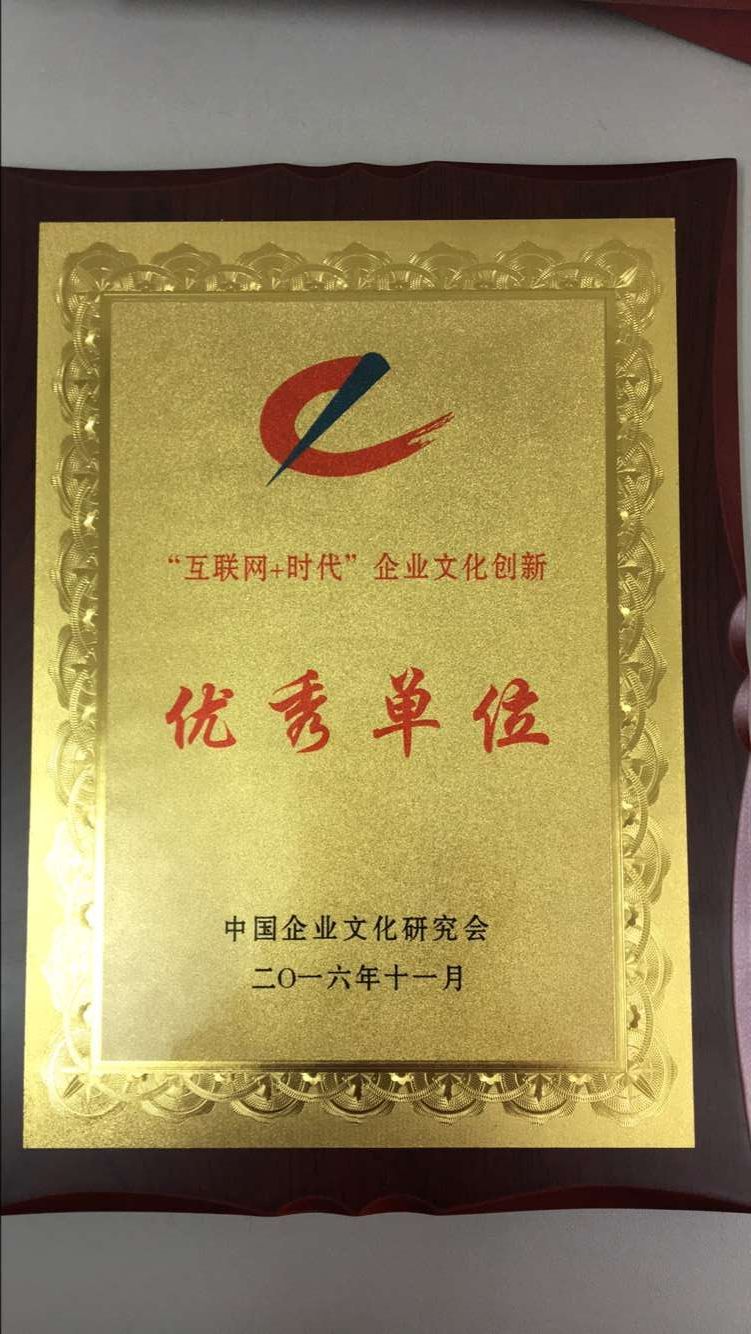 “互联网+时代”企业文化创新
优秀单位
中国企业文化研究会
二〇一六年十一月